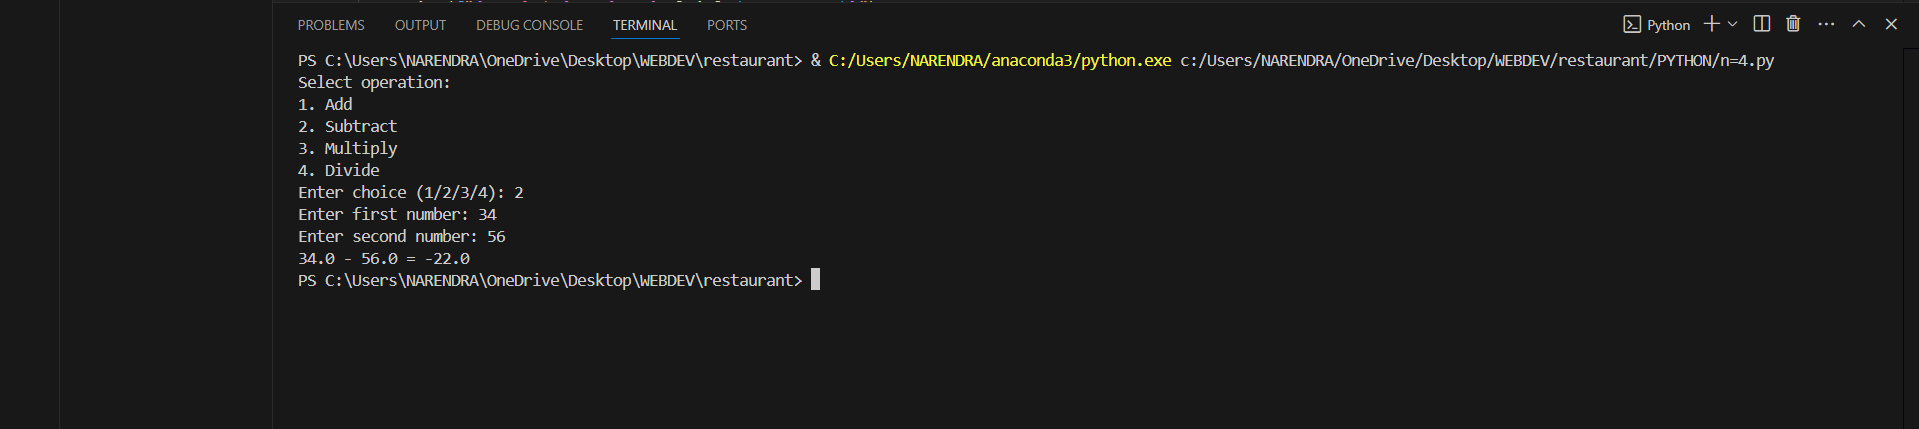 PROBLEMS OUTPUT DEBUG CONSOLE TERMINAL PORTS Python
PS C:\Users\NARENDRA\OneDrive\Desktop\WEBDEV\restaurant> & C:/Users/NARENDRA/anaconda3/python.exe c:/Users/NARENDRA/OneDrive/Desktop/WEBDEV/restaurant/PYTHON/n=4.py
Select operation:
1. Add
2. Subtract
3. Multiply
4. Divide
Enter choice (1/2/3/4): 2
Enter first number: 34
Enter second number: 56
34.0 - 56.0 = -22.0
PS C:\Users\NARENDRA\OneDrive\Desktop\WEBDEV\restaurant>